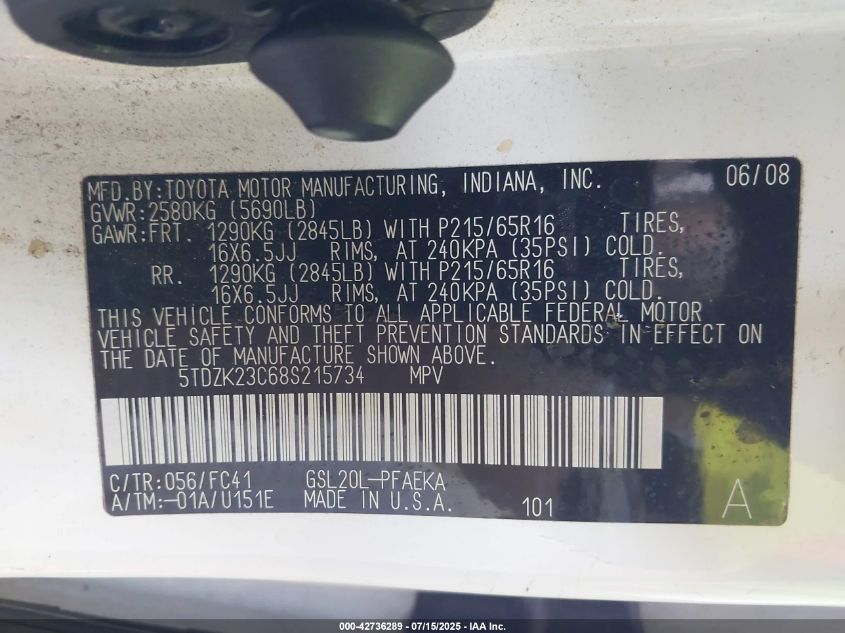 MFD.BY:TOYOTA MOTOR MANUFACTURING, INDIANA, INC. 06/08
GVWR:2580KG (5690LB)
GAWR:FRT. 1290KG (2845LB) WITH P215/65R16 TIRES,
16X6.5JJ RIMS, AT 240KPA (35PSI) COLD.
RR. 1290KG (2845LB) WITH P215/65R16 TIRES,
16X6.5JJ RIMS, AT 240KPA (35PSI) COLD.
THIS VEHICLE CONFORMS TO ALL APPLICABLE FEDERAL MOTOR
VEHICLE SAFETY AND THEFT PREVENTION STANDARDS IN EFFECT ON
THE DATE OF MANUFACTURE SHOWN ABOVE.
5TDZK23C68S215734 MPV
C/TR:056/FC41 GSL20L-PFAEKA
A/TM:-01A/U151E MADE IN U.S.A. 101 A
000-42736289 - 07/15/2025 - IAA Inc.